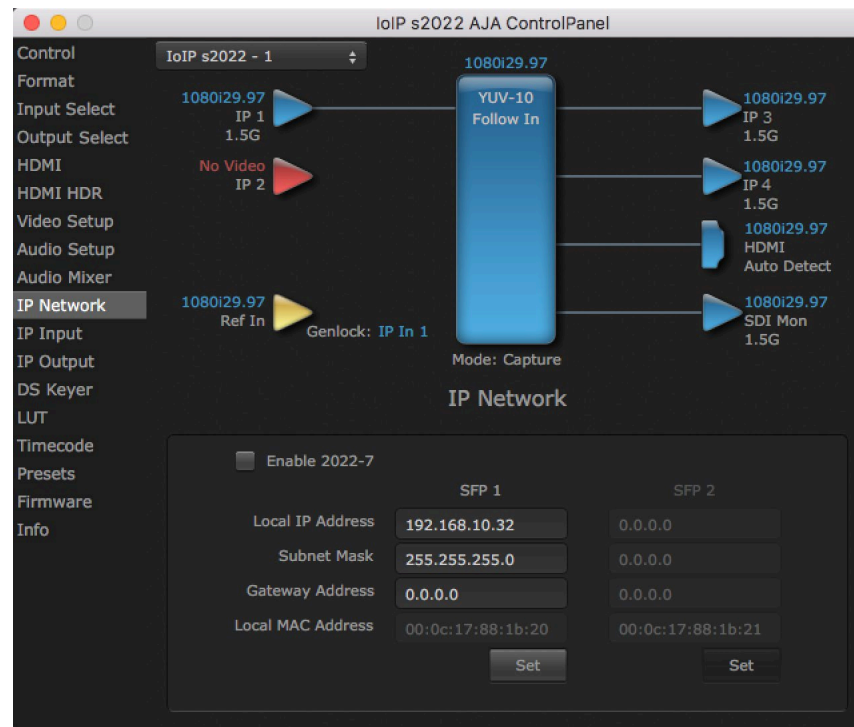 IoIP s2022 AJA ControlPanel
Control
Format
Input Select
Output Select
HDMI
HDMI HDR
Video Setup
Audio Setup
Audio Mixer
IP Network
IP Input
IP Output
DS Keyer
LUT
Timecode
Presets
Firmware
Info
IoIP s2022 - 1
1080i29.97
IP 1
1.5G
No Video
IP 2
1080i29.97
Ref In
Genlock: IP In 1
1080i29.97
YUV-10
Follow In
Mode: Capture
1080i29.97
IP 3
1.5G
1080i29.97
IP 4
1.5G
1080i29.97
HDMI
Auto Detect
1080i29.97
SDI Mon
1.5G
IP Network
Enable 2022-7
SFP 1 SFP 2
Local IP Address 192.168.10.32 0.0.0.0
Subnet Mask 255.255.255.0 0.0.0.0
Gateway Address 0.0.0.0 0.0.0.0
Local MAC Address 00:0c:17:88:1b:20 00:0c:17:88:1b:21
Set Set